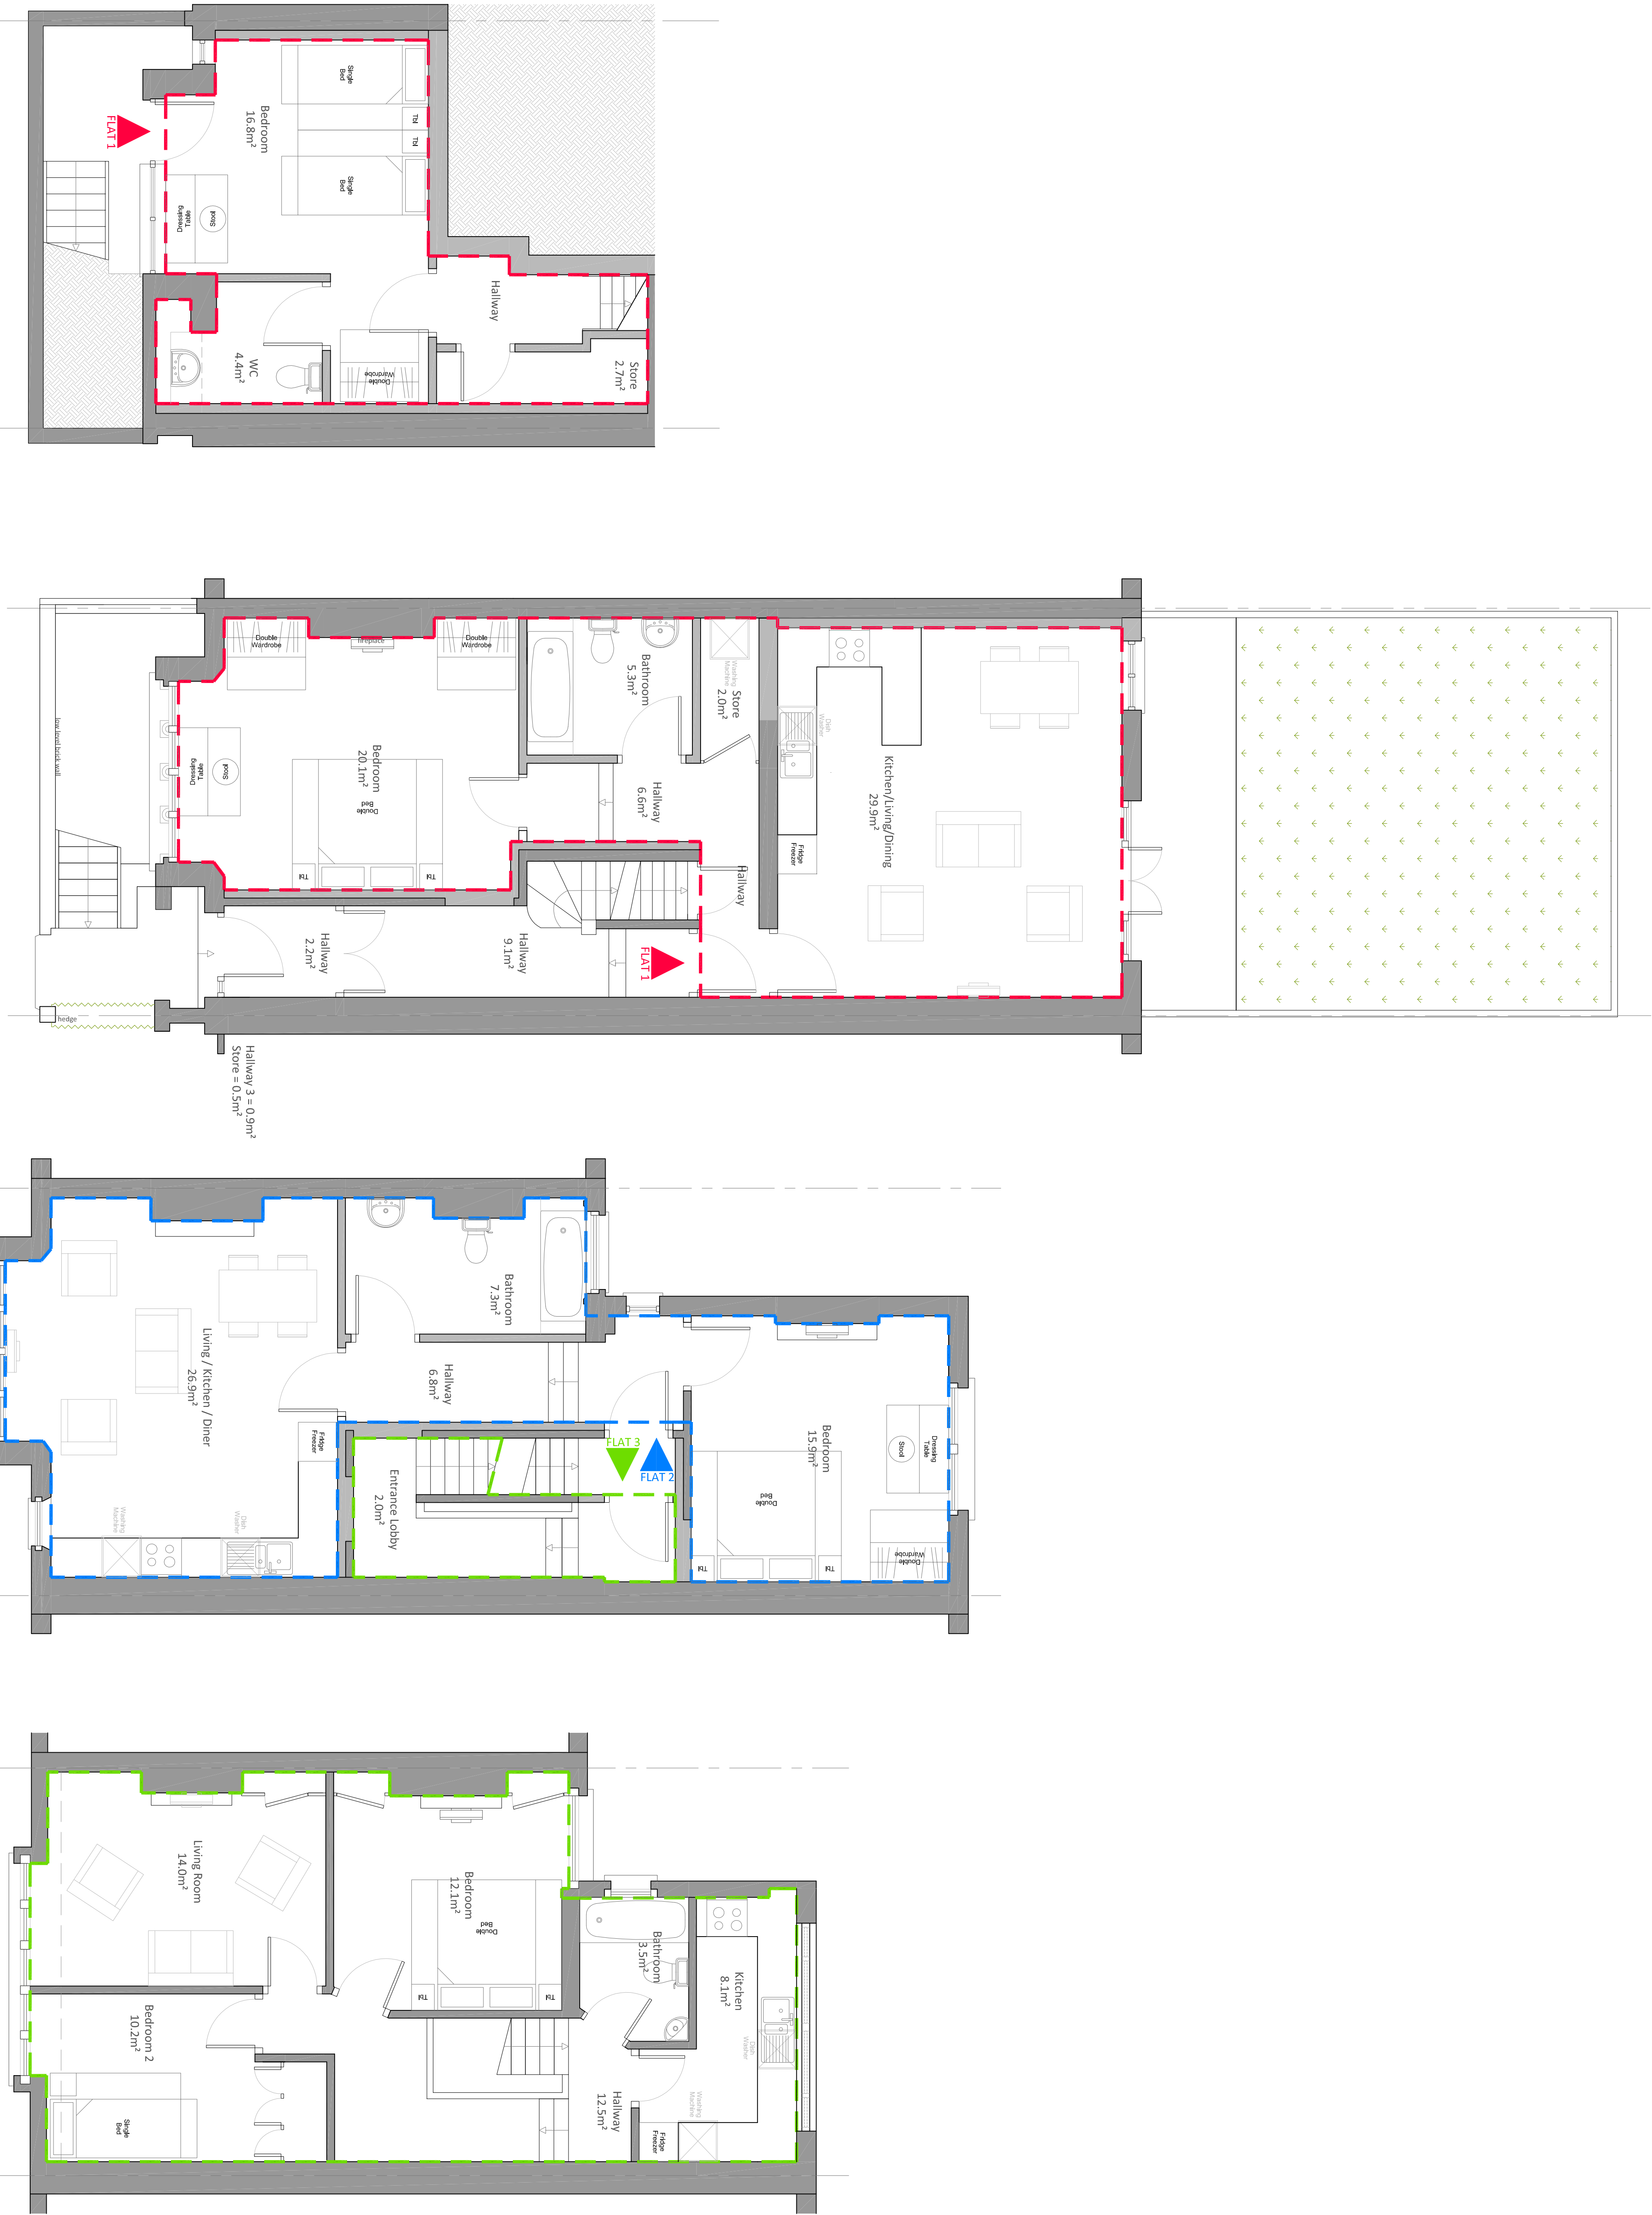 Single
Bed
Tbl
Tbl
Single
Bed
Bedroom
16.8m²
FLAT 1
Stool
Dressing
Table
Hallway
WC
4.4m²
Double
Wardrobe
Store
2.7m²
Double
Wardrobe
fireplace
Double
Wardrobe
Bathroom
5.3m²
Washing
Machine
Store
2.0m²
Dish
Washer
low level brick wall
Stool
Dressing
Table
Bedroom
20.1m²
Double
Bed
Tbl
Tbl
Hallway
6.6m²
Kitchen/Living/Dining
29.9m²
Fridge
Freezer
Hallway
Hallway
2.2m²
Hallway
9.1m²
FLAT 1
hedge
Hallway 3 = 0.9m²
Store = 0.5m²
Bathroom
7.3m²
Living / Kitchen / Diner
26.9m²
Hallway
6.8m²
Fridge
Freezer
FLAT 3
FLAT 2
Bedroom
15.9m²
Stool
Dressing
Table
Double
Bed
Entrance Lobby
2.0m²
Washing
Machine
Dish
Washer
Tbl
Tbl
Double
Wardrobe
Living Room
14.0m²
Bedroom
12.1m²
Double
Bed
Tbl
Tbl
Bathroom
3.5m²
Kitchen
8.1m²
Dish
Washer
Bedroom 2
10.2m²
Single
Bed
Hallway
12.5m²
Washing
Machine
Fridge
Freezer